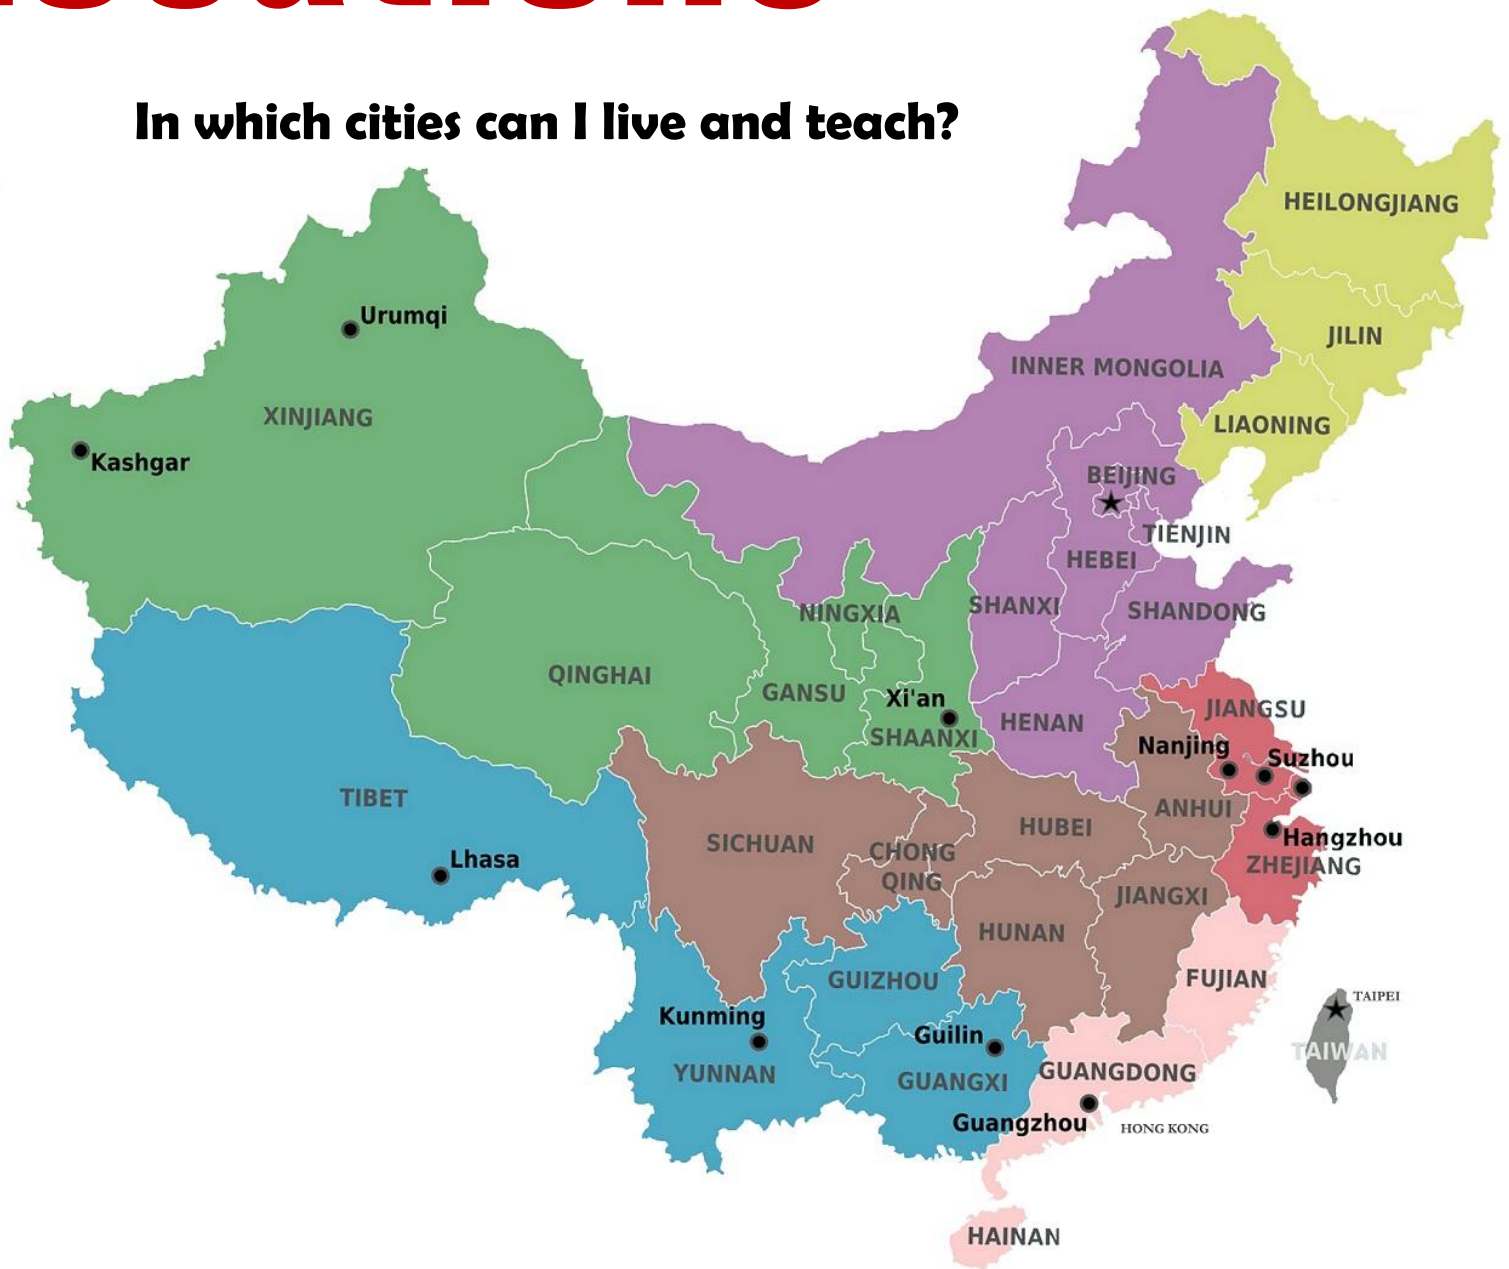 In which cities can I live and teach?
HEILONGJIANG
Urumqi
JILIN
INNER MONGOLIA
XINJIANG
LIAONING
Kashgar
BEIJING
TIENJIN
HEBEI
NINGXIA
SHANXI
SHANDONG
QINGHAI
GANSU
Xi'an
SHAANXI
HENAN
JIANGSU
Nanjing
Suzhou
TIBET
ANHUI
HUBEI
SICHUAN
CHONG
QING
Hangzhou
ZHEJIANG
Lhasa
JIANGXI
HUNAN
GUIZHOU
FUJIAN
TAIPEI
Kunming
Guilin
TAIWAN
YUNNAN
GUANGXI
GUANGDONG
Guangzhou
HONG KONG
HAINAN